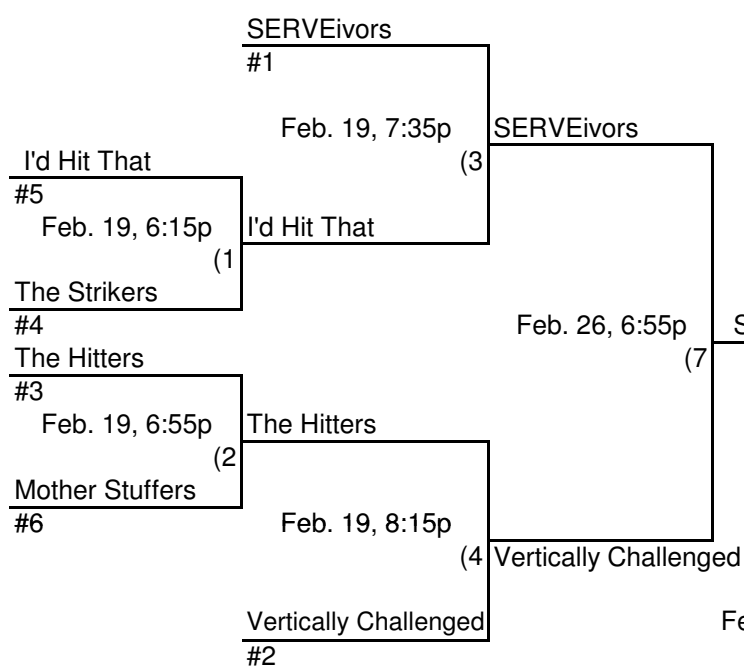 SERVEivors
#1
Feb. 19, 7:35p
SERVEivors
(3
I'd Hit That
#5
Feb. 19, 6:15p
I'd Hit That
(1
The Strikers
#4
Feb. 26, 6:55p
S
(7
The Hitters
#3
Feb. 19, 6:55p
The Hitters
(2
Mother Stuffers
#6
Feb. 19, 8:15p
(4
Vertically Challenged
Vertically Challenged
#2
Fe